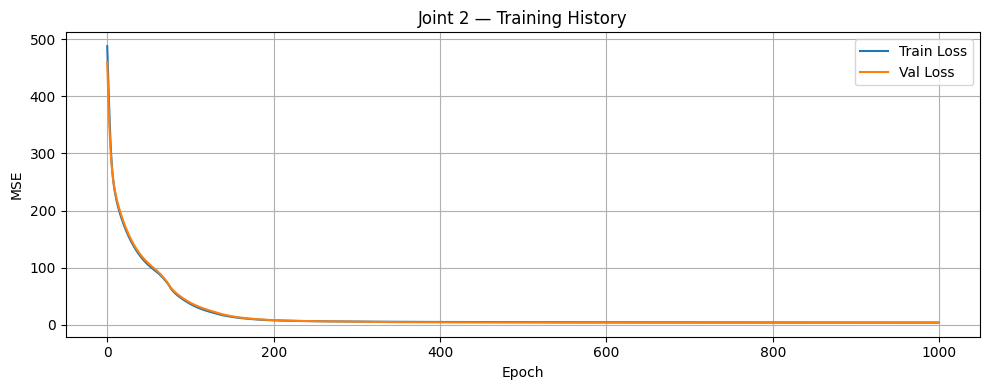 Joint 2 — Training History
500
400
300
200
100
0
MSE
Train Loss
Val Loss
0 200 400 600 800 1000
Epoch